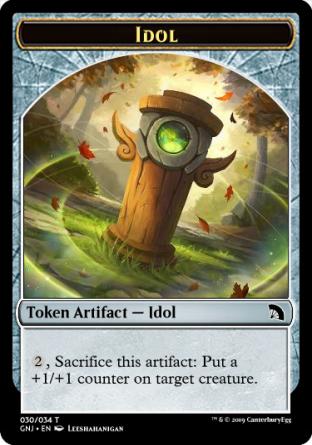 Idol
Token Artifact — Idol
2, Sacrifice this artifact: Put a
+1/+1 counter on target creature.
030/034 T
GNJ • EN Leeshahanigan
™ & © 2019 CanterburyEgg